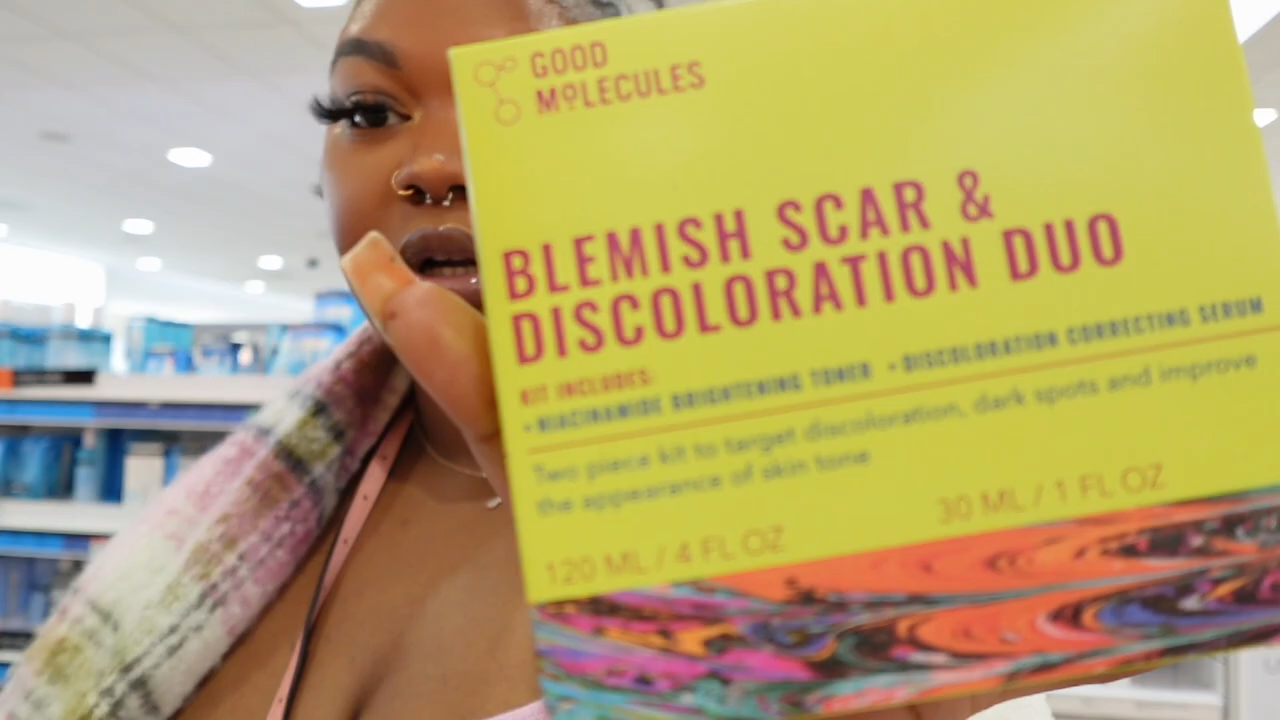 GOOD
MOLECULES
BLEMISH SCAR &
DISCOLORATION DUO
KIT INCLUDES:
• NIACINAMIDE BRIGHTENING TONER • DISCOLORATION CORRECTING SERUM
Two piece kit to target discoloration, dark spots and improve
the appearance of skin tone
120 ML / 4 FL OZ 30 ML / 1 FL OZ